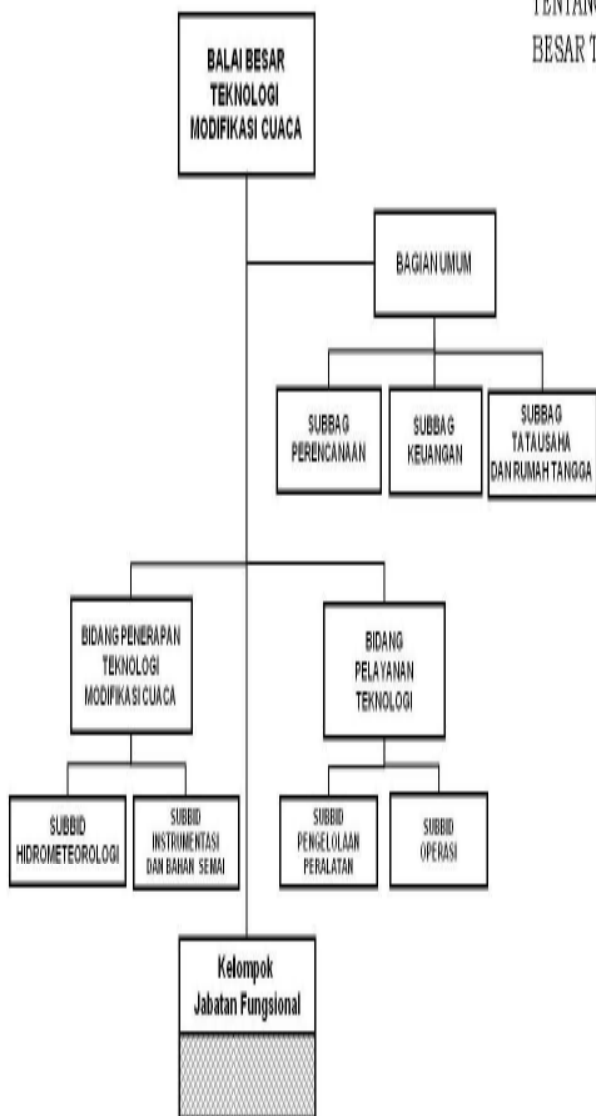 TENTANG
BESAR T
BALAI BESAR
TEKNOLOGI
MODIFIKASI CUACA
BAGIAN UMUM
SUBBAG
PERENCANAAN
SUBBAG
KEUANGAN
SUBBAG
TATAUSAHA
DAN RUMAH TANGGA
BIDANG PENERAPAN
TEKNOLOGI
MODIFIKASI CUACA
BIDANG
PELAYANAN
TEKNOLOGI
SUBBID
HIDROMETEOROLOGI
SUBBID
INSTRUMENTASI
DAN BAHAN SEMAI
SUBBID
PENGELOLAAN
PERALATAN
SUBBID
OPERASI
Kelompok
Jabatan Fungsional